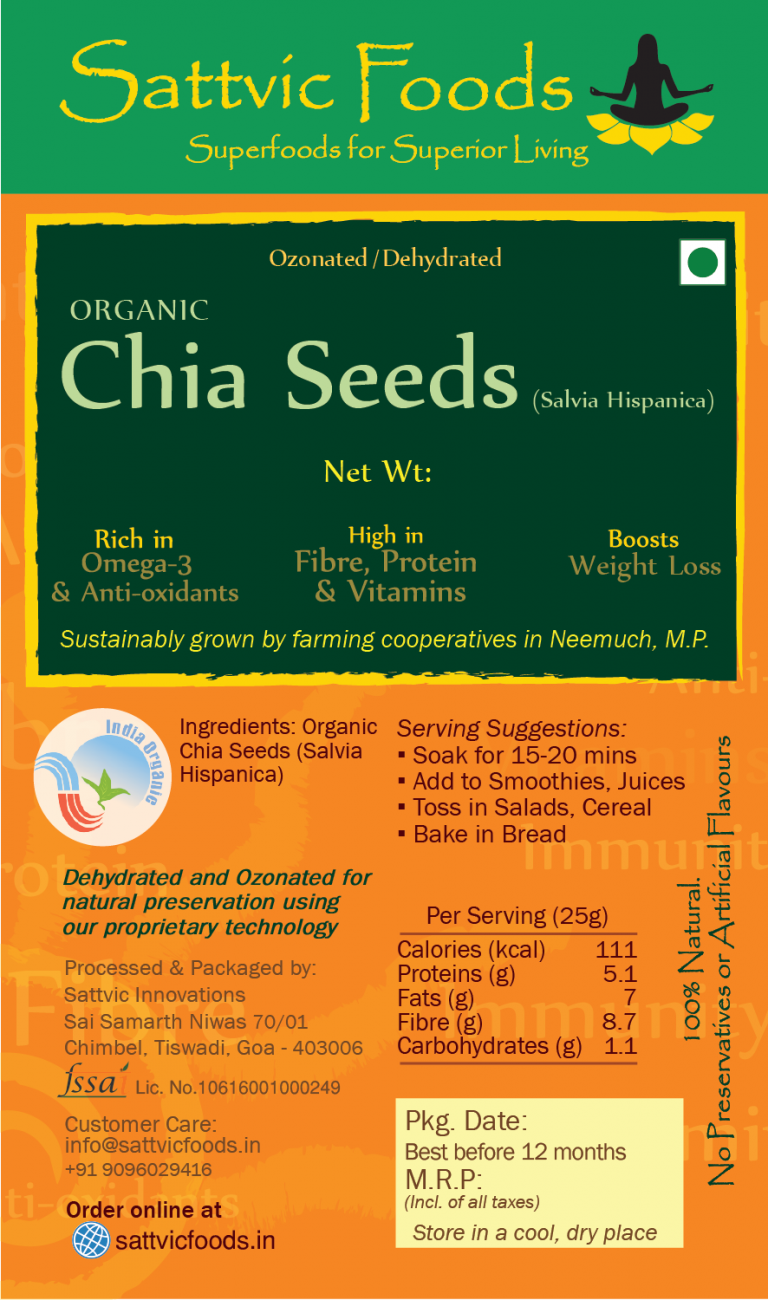 Sattvic Foods
Superfoods for Superior Living
Ozonated / Dehydrated
ORGANIC
Chia Seeds (Salvia Hispanica)
Net Wt:
Rich in
Omega-3
& Anti-oxidants
High in
Fibre, Protein
& Vitamins
Boosts
Weight Loss
Sustainably grown by farming cooperatives in Neemuch, M.P.
India Organic
Ingredients: Organic
Chia Seeds (Salvia
Hispanica)
Serving Suggestions:
▪ Soak for 15-20 mins
▪ Add to Smoothies, Juices
▪ Toss in Salads, Cereal
▪ Bake in Bread
Dehydrated and Ozonated for
natural preservation using
our proprietary technology
Processed & Packaged by:
Sattvic Innovations
Sai Samarth Niwas 70/01
Chimbel, Tiswadi, Goa - 403006
fssai Lic. No.10616001000249
Customer Care:
info@sattvicfoods.in
+91 9096029416
Order online at
sattvicfoods.in
Per Serving (25g)
Calories (kcal) 111
Proteins (g) 5.1
Fats (g) 7
Fibre (g) 8.7
Carbohydrates (g) 1.1
Pkg. Date:
Best before 12 months
M.R.P:
(Incl. of all taxes)
Store in a cool, dry place
100% Natural.
No Preservatives or Artificial Flavours
Fibre
Immunity